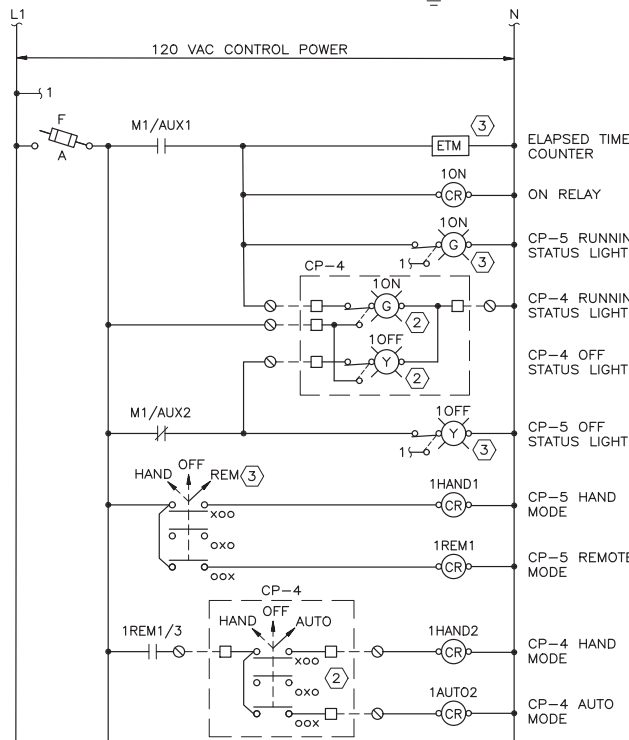 L1
N
120 VAC CONTROL POWER
1
F
A
M1/AUX1
3
ETM
ELAPSED TIME
COUNTER
1ON
CR
ON RELAY
1ON
G
1
3
CP-5 RUNNIN
STATUS LIGHT
CP-4
1ON
G
2
CP-4 RUNNIN
STATUS LIGHT
1OFF
Y
2
CP-4 OFF
STATUS LIGHT
M1/AUX2
1OFF
Y
1
3
CP-5 OFF
STATUS LIGHT
HAND
OFF
REM
3
XOO
OXO
OOX
1HAND1
CR
CP-5 HAND
MODE
1REM1
CR
CP-5 REMOTE
MODE
CP-4
1REM1/3
HAND
OFF
AUTO
XOO
OXO
OOX
2
1HAND2
CR
CP-4 HAND
MODE
1AUTO2
CR
CP-4 AUTO
MODE